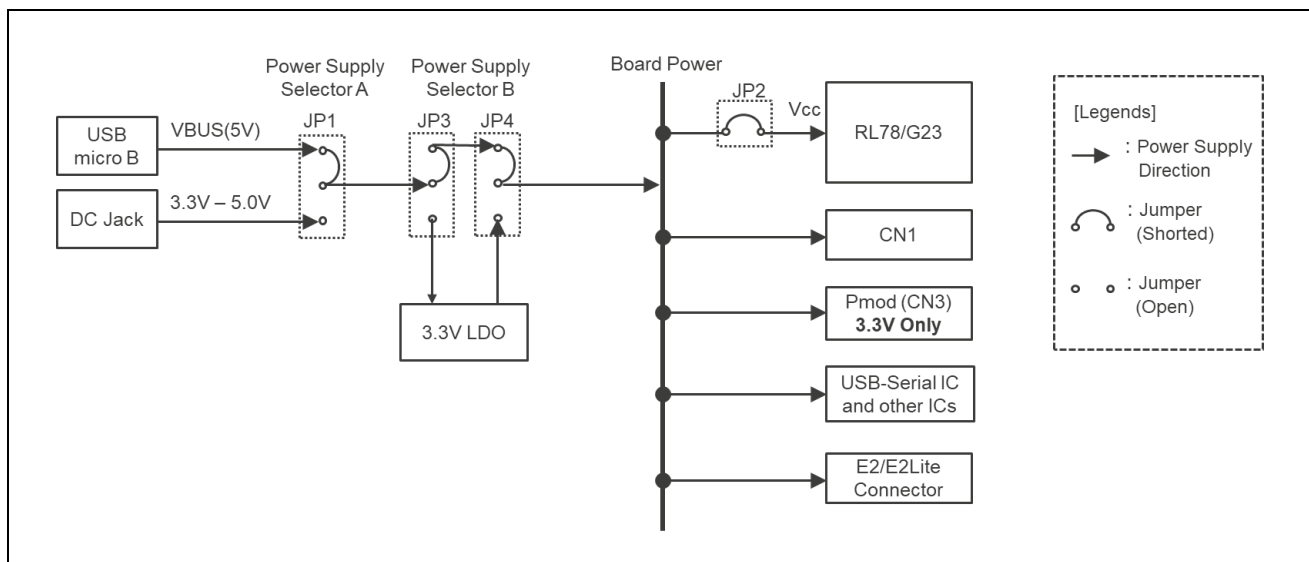 Power Supply
Selector A
Power Supply
Selector B
Board Power
JP1
JP3
JP4
JP2
Vcc
USB
micro B
VBUS(5V)
DC Jack
3.3V – 5.0V
3.3V LDO
RL78/G23
CN1
Pmod (CN3)
3.3V Only
USB-Serial IC
and other ICs
E2/E2Lite
Connector
[Legends]
: Power Supply
Direction
: Jumper
(Shorted)
: Jumper
(Open)